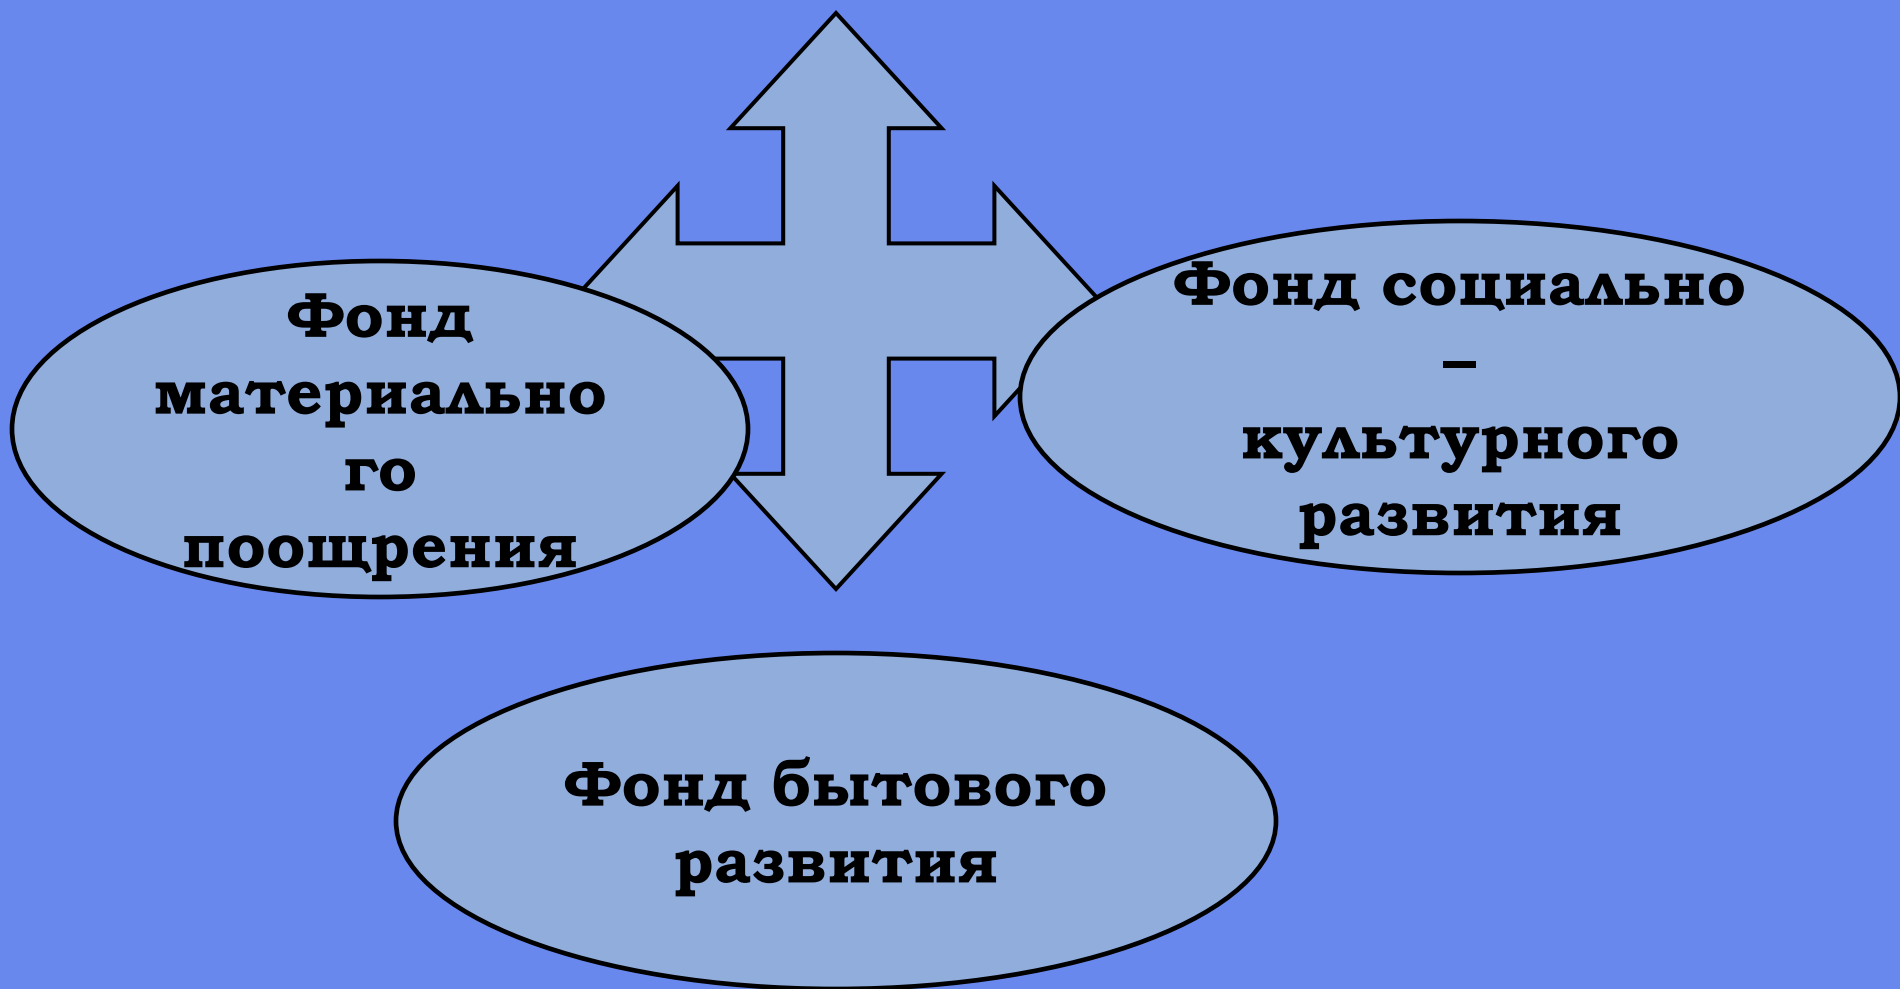 Фонд
материально
го
поощрения
Фонд социально
–
культурного
развития
Фонд бытового
развития